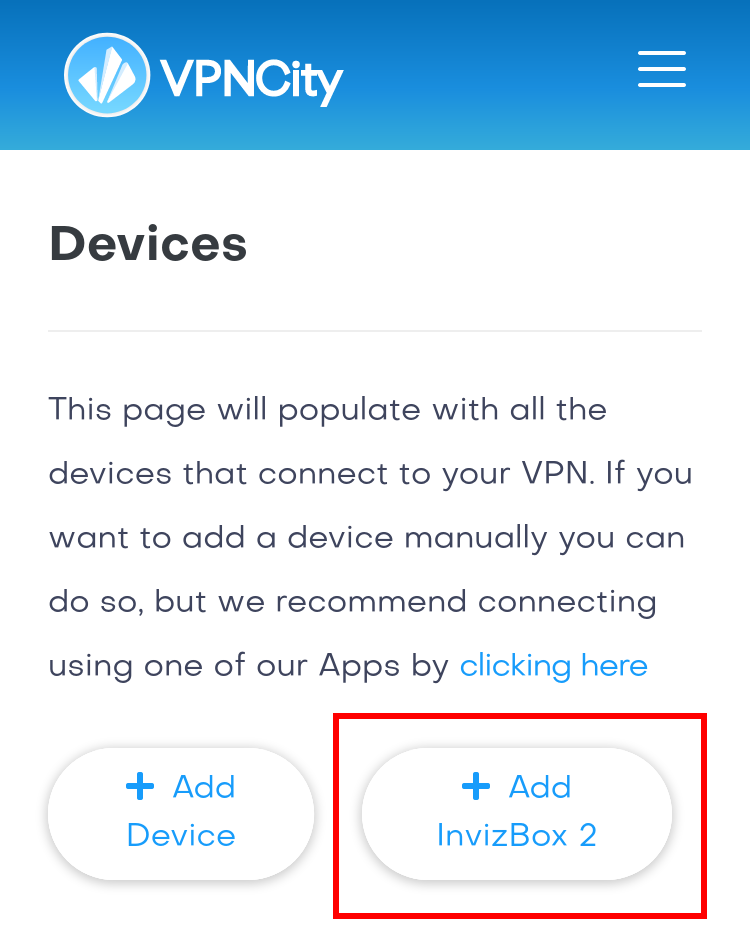 VPNCity
Devices
This page will populate with all the
devices that connect to your VPN. If you
want to add a device manually you can
do so, but we recommend connecting
using one of our Apps by clicking here
+ Add
Device
+ Add
InvizBox 2